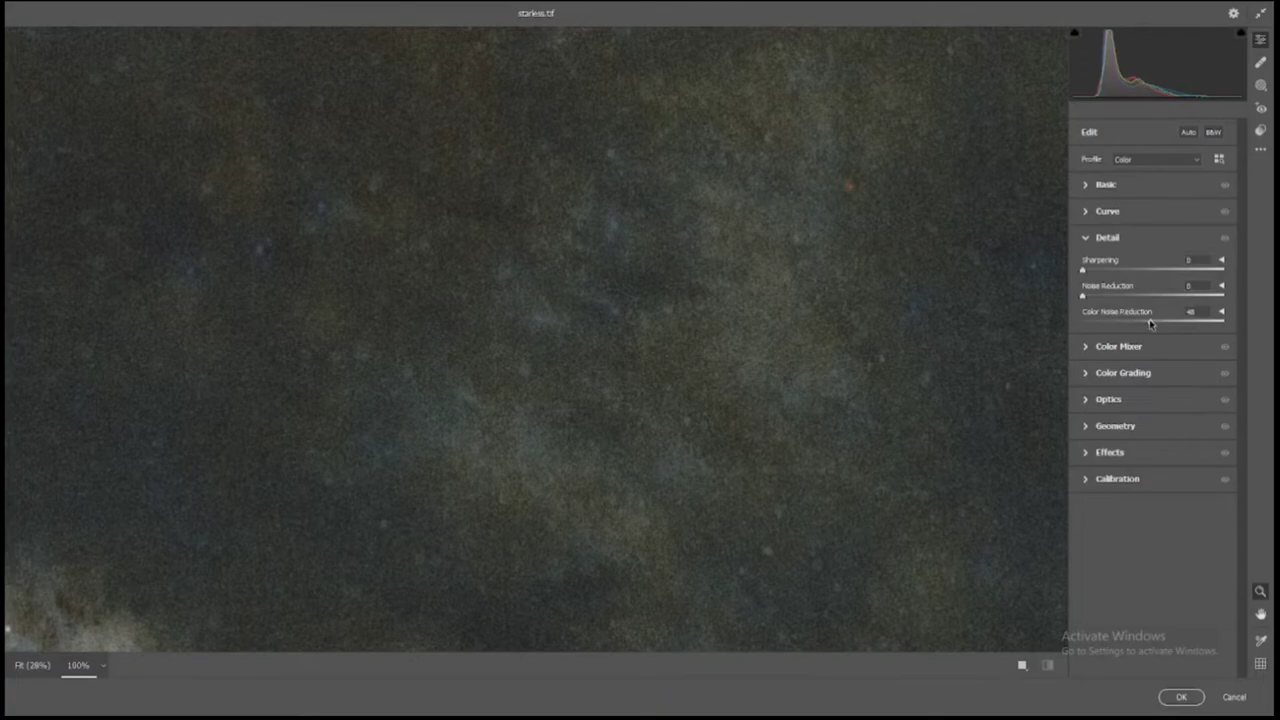 starless.tif
Edit
Auto
B&W
Profile
Color
Basic
Curve
Detail
Sharpening
0
Noise Reduction
0
Color Noise Reduction
48
Color Mixer
Color Grading
Optics
Geometry
Effects
Calibration
Activate Windows
Go to Settings to activate Windows.
Fit (28%)
100%
OK
Cancel